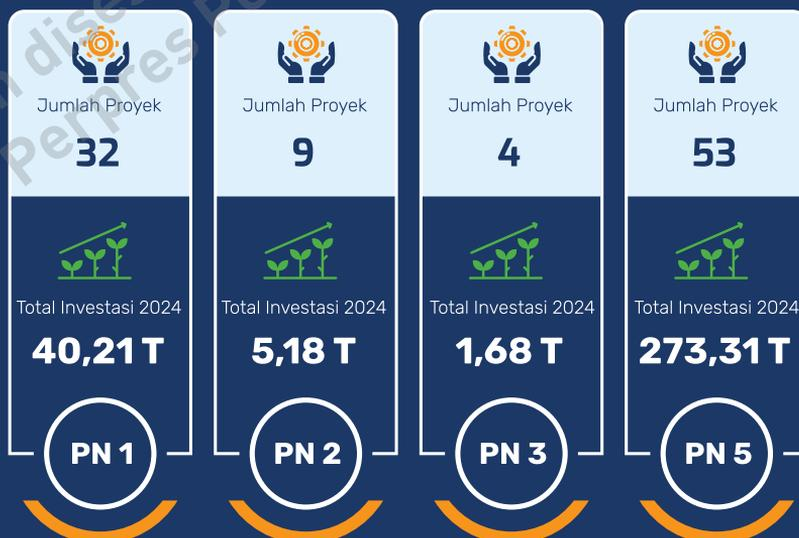 Jumlah Proyek
32
Total Investasi 2024
40,21 T
PN 1
Jumlah Proyek
9
Total Investasi 2024
5,18 T
PN 2
Jumlah Proyek
4
Total Investasi 2024
1,68 T
PN 3
Jumlah Proyek
53
Total Investasi 2024
273,31 T
PN 5
Perpres